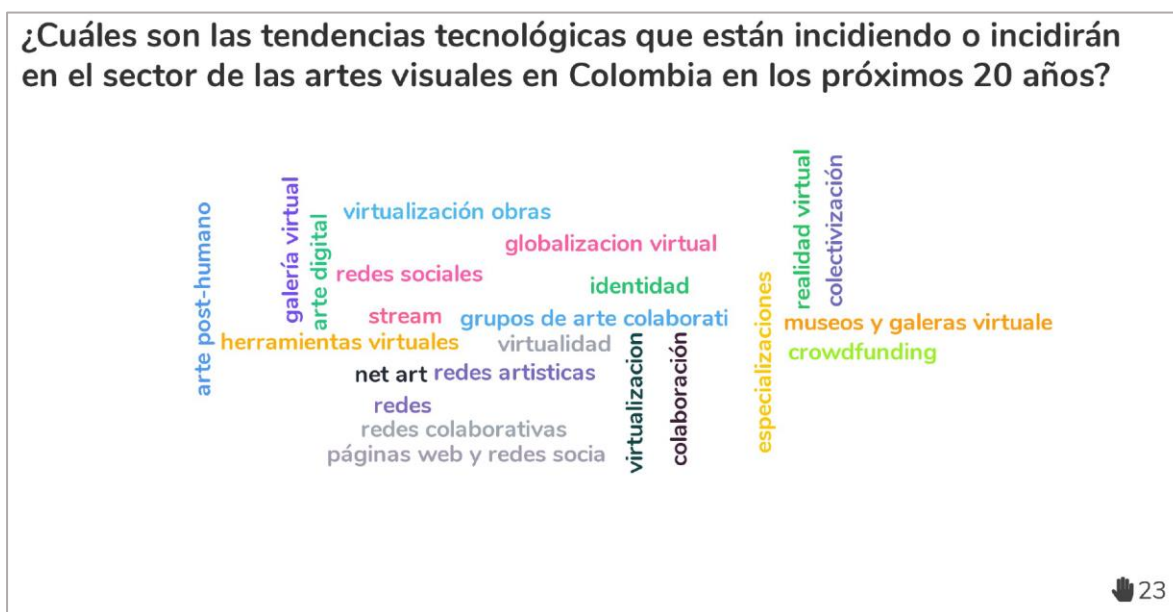 ¿Cuáles son las tendencias tecnológicas que están incidiendo o incidirán
en el sector de las artes visuales en Colombia en los próximos 20 años?
arte post-humano
galería virtual
arte digital
virtualización obras
globalizacion virtual
redes sociales
identidad
stream
grupos de arte colaborati
herramientas virtuales
virtualidad
net art
redes artisticas
redes
redes colaborativas
páginas web y redes socia
virtualizacion
colaboración
especializaciones
realidad virtual
colectivización
museos y galeras virtuale
crowdfunding
23